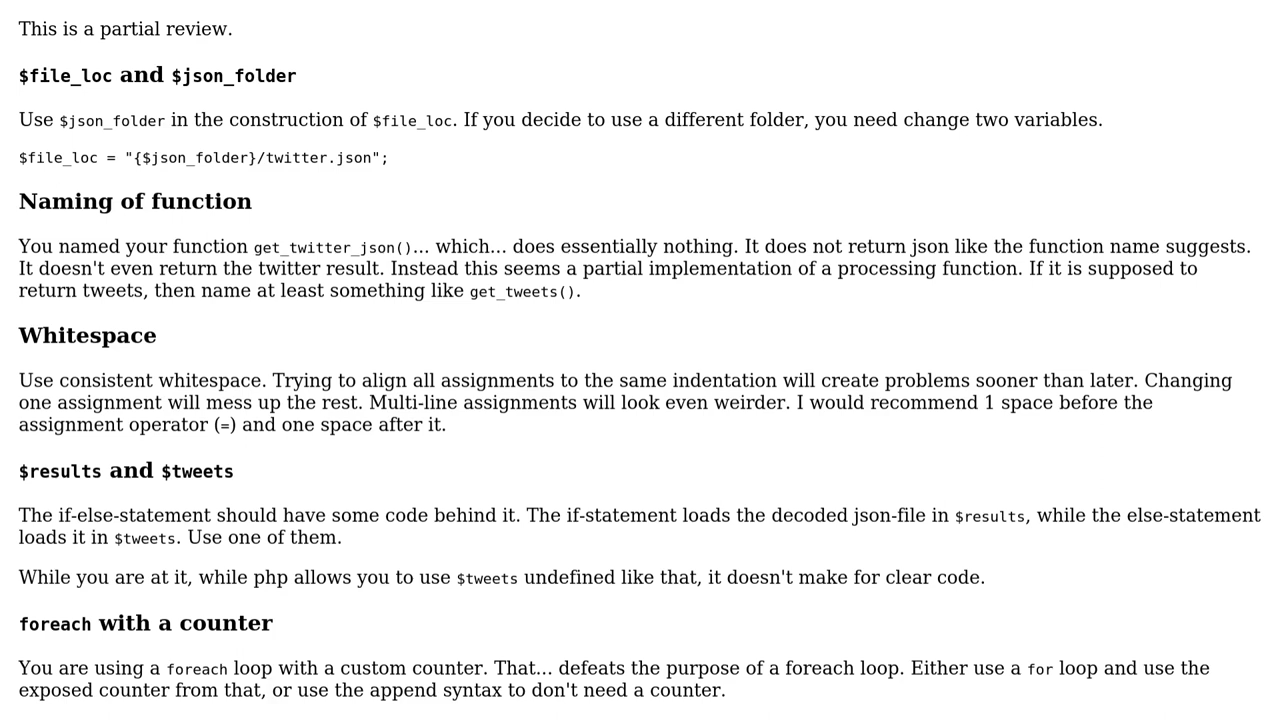 This is a partial review.
$file_loc and $json_folder
Use $json_folder in the construction of $file_loc. If you decide to use a different folder, you need change two variables.
$file_loc = "{$json_folder}/twitter.json";
Naming of function
You named your function get_twitter_json()... which... does essentially nothing. It does not return json like the function name suggests.
It doesn't even return the twitter result. Instead this seems a partial implementation of a processing function. If it is supposed to
return tweets, then name at least something like get_tweets().
Whitespace
Use consistent whitespace. Trying to align all assignments to the same indentation will create problems sooner than later. Changing
one assignment will mess up the rest. Multi-line assignments will look even weirder. I would recommend 1 space before the
assignment operator (=) and one space after it.
$results and $tweets
The if-else-statement should have some code behind it. The if-statement loads the decoded json-file in $results, while the else-statement
loads it in $tweets. Use one of them.
While you are at it, while php allows you to use $tweets undefined like that, it doesn't make for clear code.
foreach with a counter
You are using a foreach loop with a custom counter. That... defeats the purpose of a foreach loop. Either use a for loop and use the
exposed counter from that, or use the append syntax to don't need a counter.